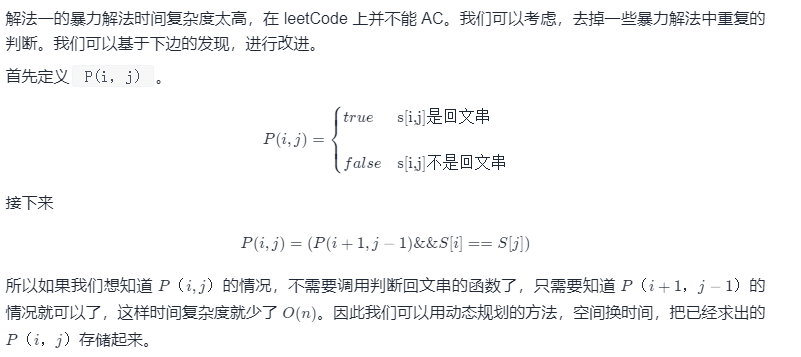 解法一的暴力解法时间复杂度太高，在 leetCode 上并不能 AC。我们可以考虑，去掉一些暴力解法中重复的
判断。我们可以基于下边的发现，进行改进。
首先定义 P(i, j) 。
P(i,j) = { true s[i,j]是回文串
false s[i,j]不是回文串
接下来
P(i,j) = (P(i+1,j−1)&&S[i] == S[j])
所以如果我们想知道 P（i,j）的情况，不需要调用判断回文串的函数了，只需要知道 P（i+1，j−1）的
情况就可以了，这样时间复杂度就少了 O(n)。因此我们可以用动态规划的方法，空间换时间，把已经求出的
P（i，j）存储起来。